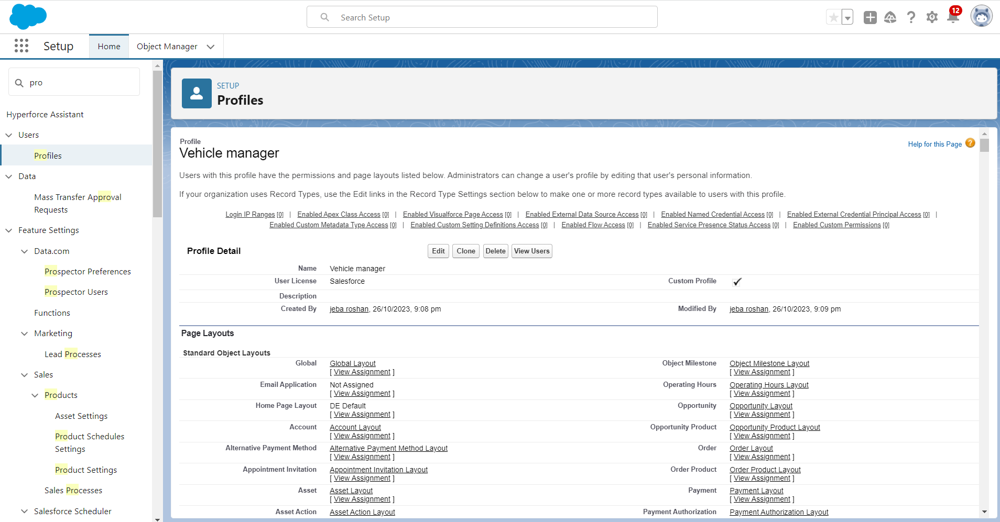 Search Setup
12
Setup
Home
Object Manager
pro
Hyperforce Assistant
Users
Profiles
Data
Mass Transfer Approval
Requests
Feature Settings
Data.com
Prospector Preferences
Prospector Users
Functions
Marketing
Lead Processes
Sales
Products
Asset Settings
Product Schedules
Settings
Product Settings
Sales Processes
Salesforce Scheduler
SETUP
Profiles
Profile
Vehicle manager
Help for this Page ?
Users with this profile have the permissions and page layouts listed below. Administrators can change a user's profile by editing that user's personal information.
If your organization uses Record Types, use the Edit links in the Record Type Settings section below to make one or more record types available to users with this profile.
Login IP Ranges [0] | Enabled Apex Class Access [0] | Enabled Visualforce Page Access [0] | Enabled External Data Source Access [0] | Enabled Named Credential Access [0] | Enabled External Credential Principal Access [0] |
Enabled Custom Metadata Type Access [0] | Enabled Custom Setting Definitions Access [0] | Enabled Flow Access [0] | Enabled Service Presence Status Access [0] | Enabled Custom Permissions [0]
Profile Detail Edit Clone Delete View Users
Name Vehicle manager
User License Salesforce Custom Profile
Description
Created By jeba roshan, 26/10/2023, 9:08 pm Modified By jeba roshan, 26/10/2023, 9:09 pm
Page Layouts
Standard Object Layouts
Global Global Layout Object Milestone Object Milestone Layout
[ View Assignment ] [ View Assignment ]
Email Application Not Assigned Operating Hours Operating Hours Layout
[ View Assignment ] [ View Assignment ]
Home Page Layout DE Default Opportunity Opportunity Layout
[ View Assignment ] [ View Assignment ]
Account Account Layout Opportunity Product Opportunity Product Layout
[ View Assignment ] [ View Assignment ]
Alternative Payment Method Alternative Payment Method Layout Order Order Layout
[ View Assignment ] [ View Assignment ]
Appointment Invitation Appointment Invitation Layout Order Product Order Product Layout
[ View Assignment ] [ View Assignment ]
Asset Asset Layout Payment Payment Layout
[ View Assignment ] [ View Assignment ]
Asset Action Asset Action Layout Payment Authorization Payment Authorization Layout